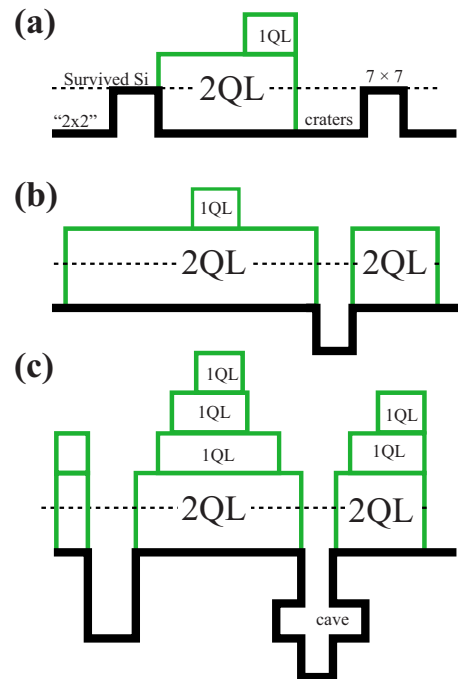 (a)
1QL
Survived Si
2QL
7 × 7
“2x2”
craters
(b)
1QL
2QL
2QL
(c)
1QL
1QL
1QL
1QL
1QL
2QL
2QL
cave